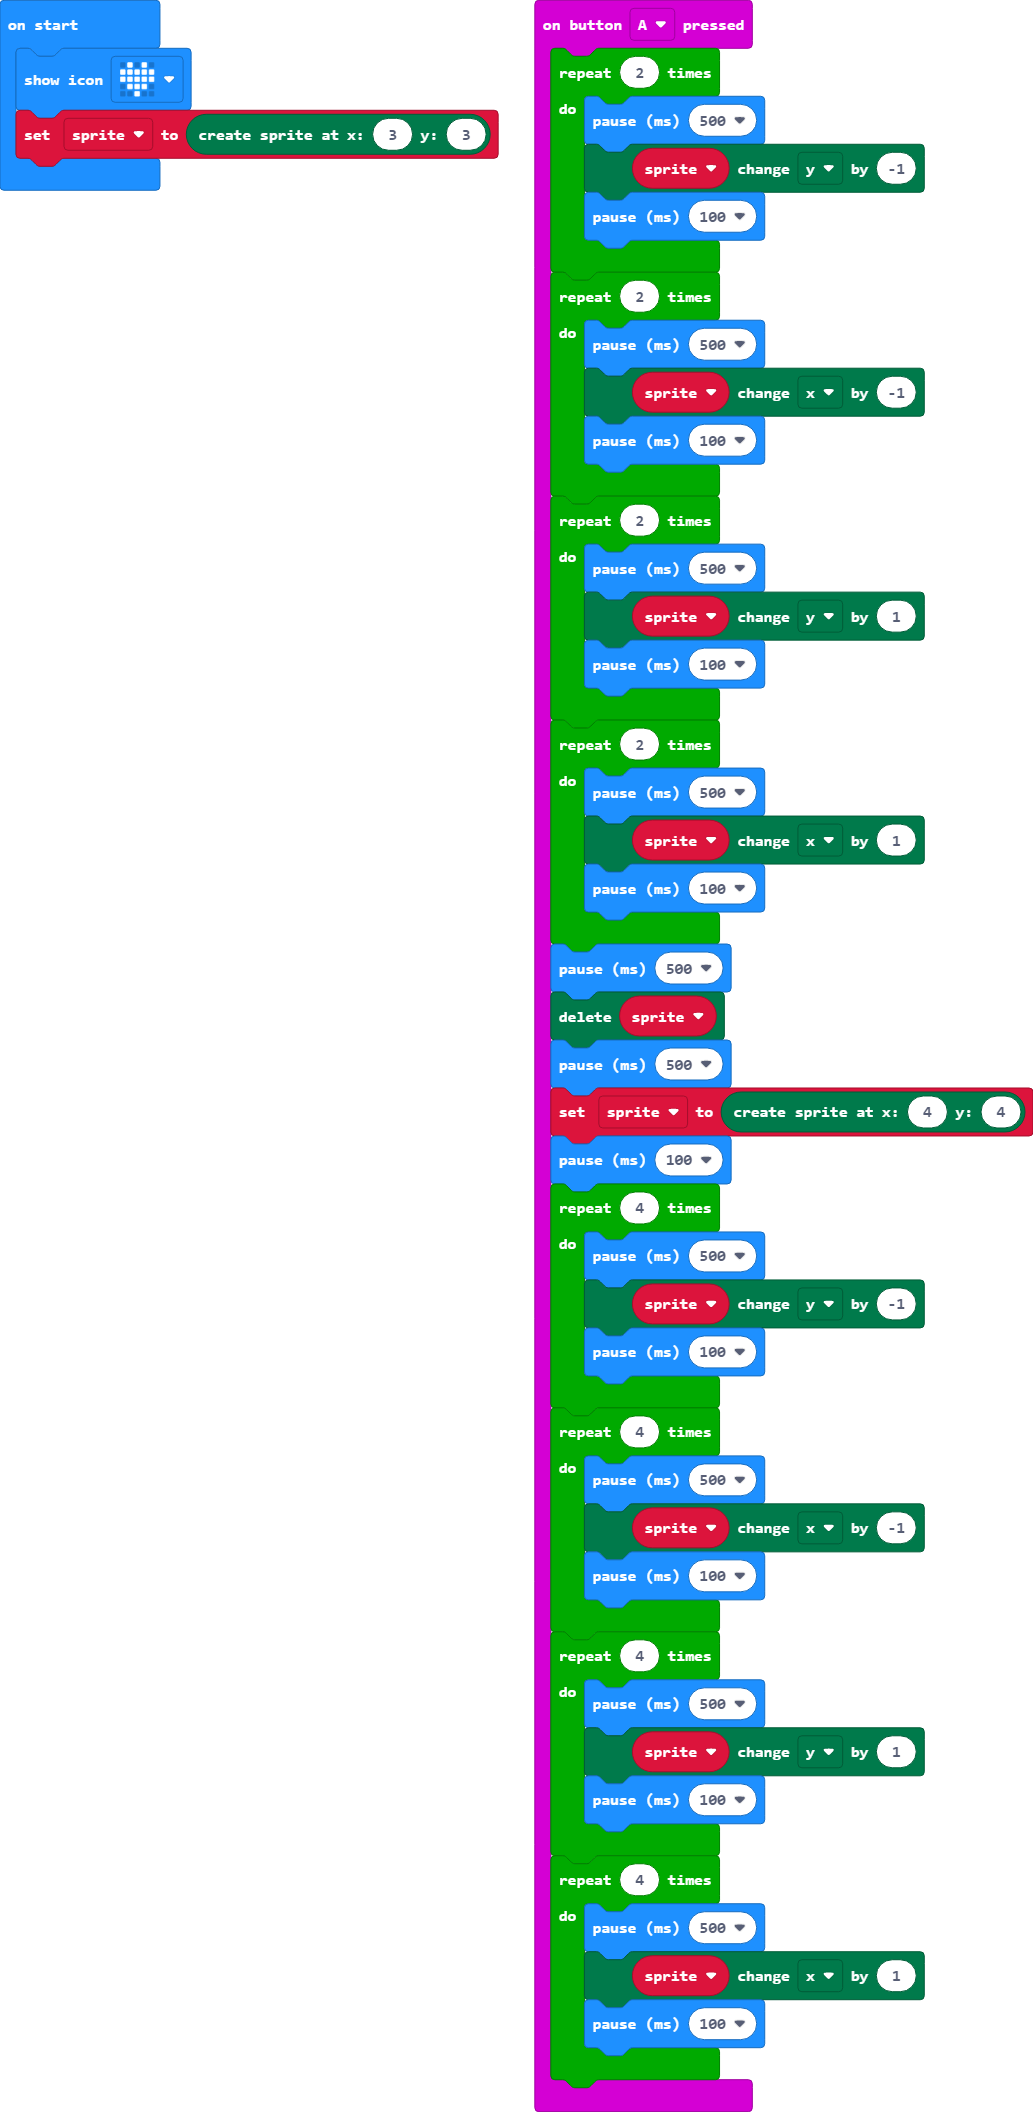 on start
show icon
set sprite to create sprite at x: 3 y: 3
on button A pressed
repeat 2 times
do
pause (ms) 500
sprite change y by -1
pause (ms) 100
repeat 2 times
do
pause (ms) 500
sprite change x by -1
pause (ms) 100
repeat 2 times
do
pause (ms) 500
sprite change y by 1
pause (ms) 100
repeat 2 times
do
pause (ms) 500
sprite change x by 1
pause (ms) 100
pause (ms) 500
delete sprite
pause (ms) 500
set sprite to create sprite at x: 4 y: 4
pause (ms) 100
repeat 4 times
do
pause (ms) 500
sprite change y by -1
pause (ms) 100
repeat 4 times
do
pause (ms) 500
sprite change x by -1
pause (ms) 100
repeat 4 times
do
pause (ms) 500
sprite change y by 1
pause (ms) 100
repeat 4 times
do
pause (ms) 500
sprite change x by 1
pause (ms) 100